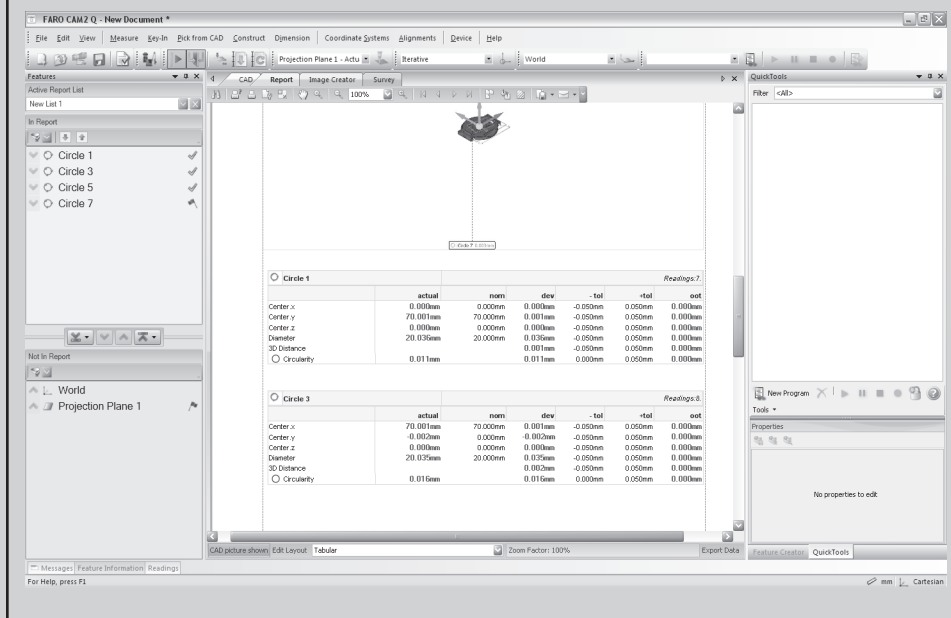 FARO CAM2 Q - New Document *
File Edit View Measure Key-In Pick from CAD Construct Dimension Coordinate Systems Alignments Device Help
Projection Plane 1 - Actu Iterative World
Features
Active Report List
New List 1
In Report
Circle 1
Circle 3
Circle 5
Circle 7
Not In Report
World
Projection Plane 1
CAD Report Image Creator Survey
100%
Circle 7
Circle 1 Readings:7.
actual nom dev - tol +tol oot
Center.x 0.000mm 0.000mm 0.000mm -0.050mm 0.050mm 0.000mm
Center.y 70.001mm 70.000mm 0.001mm -0.050mm 0.050mm 0.000mm
Center.z 0.000mm 0.000mm 0.000mm -0.050mm 0.050mm 0.000mm
Diameter 20.036mm 20.000mm 0.036mm -0.050mm 0.050mm 0.000mm
3D Distance 0.001mm -0.050mm 0.050mm 0.000mm
Circularity 0.011mm 0.011mm 0.000mm 0.050mm 0.000mm
Circle 3 Readings:8.
actual nom dev - tol +tol oot
Center.x 70.001mm 70.000mm 0.001mm -0.050mm 0.050mm 0.000mm
Center.y -0.002mm 0.000mm -0.002mm -0.050mm 0.050mm 0.000mm
Center.z 0.000mm 0.000mm 0.000mm -0.050mm 0.050mm 0.000mm
Diameter 20.035mm 20.000mm 0.035mm -0.050mm 0.050mm 0.000mm
3D Distance 0.002mm -0.050mm 0.050mm 0.000mm
Circularity 0.016mm 0.016mm 0.000mm 0.050mm 0.000mm
CAD picture shown Edit Layout Tabular Zoom Factor: 100% Export Data
QuickTools
Filter <All>
New Program
Tools
Properties
No properties to edit
Feature Creator QuickTools
Messages Feature Information Readings
For Help, press F1 mm Cartesian